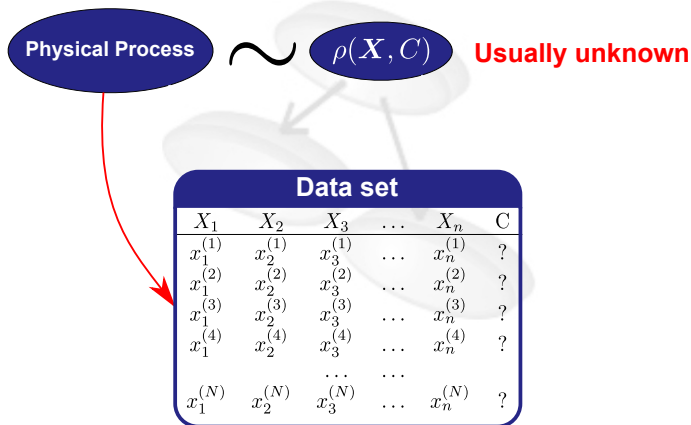 Physical Process ∼ ρ(X, C) Usually unknown
Data set
X₁ X₂ X₃ … Xₙ C
x₁⁽¹⁾ x₂⁽¹⁾ x₃⁽¹⁾ … xₙ⁽¹⁾ ?
x₁⁽²⁾ x₂⁽²⁾ x₃⁽²⁾ … xₙ⁽²⁾ ?
x₁⁽³⁾ x₂⁽³⁾ x₃⁽³⁾ … xₙ⁽³⁾ ?
x₁⁽⁴⁾ x₂⁽⁴⁾ x₃⁽⁴⁾ … xₙ⁽⁴⁾ ?
… …
x₁⁽ᴺ⁾ x₂⁽ᴺ⁾ x₃⁽ᴺ⁾ … xₙ⁽ᴺ⁾ ?